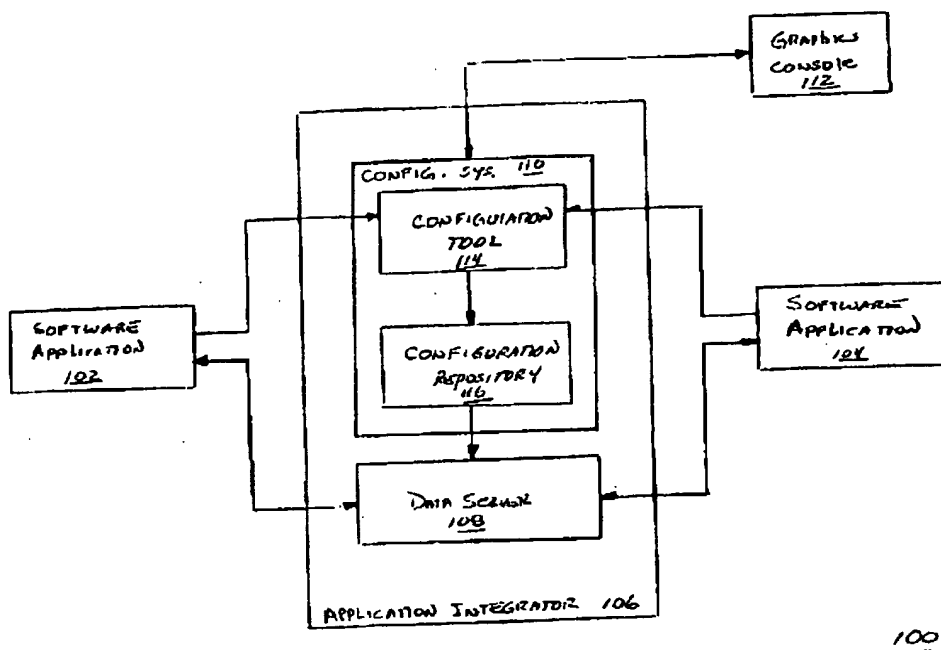 GRAPHICS
CONSOLE
112
CONFIG. SYS. 110
CONFIGURATION
TOOL
114
SOFTWARE
APPLICATION
102
SOFTWARE
APPLICATION
104
CONFIGURATION
REPOSITORY
116
DATA SERVER
108
APPLICATION INTEGRATOR 106
100